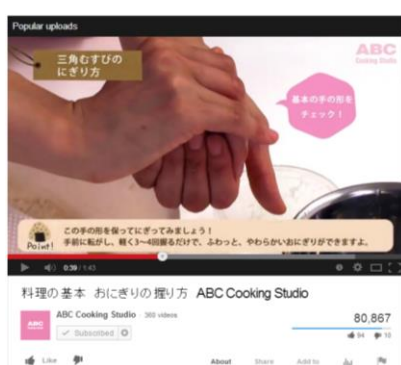 Popular uploads
三角むすびの
にぎり方
ABC
Cooking Studio
基本の手の形を
チェック！
Point!
この手の形を保ってにぎってみましょう！
手前に転がし、軽く3〜4回握るだけで、ふわっと、やわらかいおにぎりができますよ。
0:39 / 1:43
料理の基本 おにぎりの握り方 ABC Cooking Studio
ABC
ABC Cooking Studio · 360 videos
Subscribed
80,867
94 10
Like About Share Add to